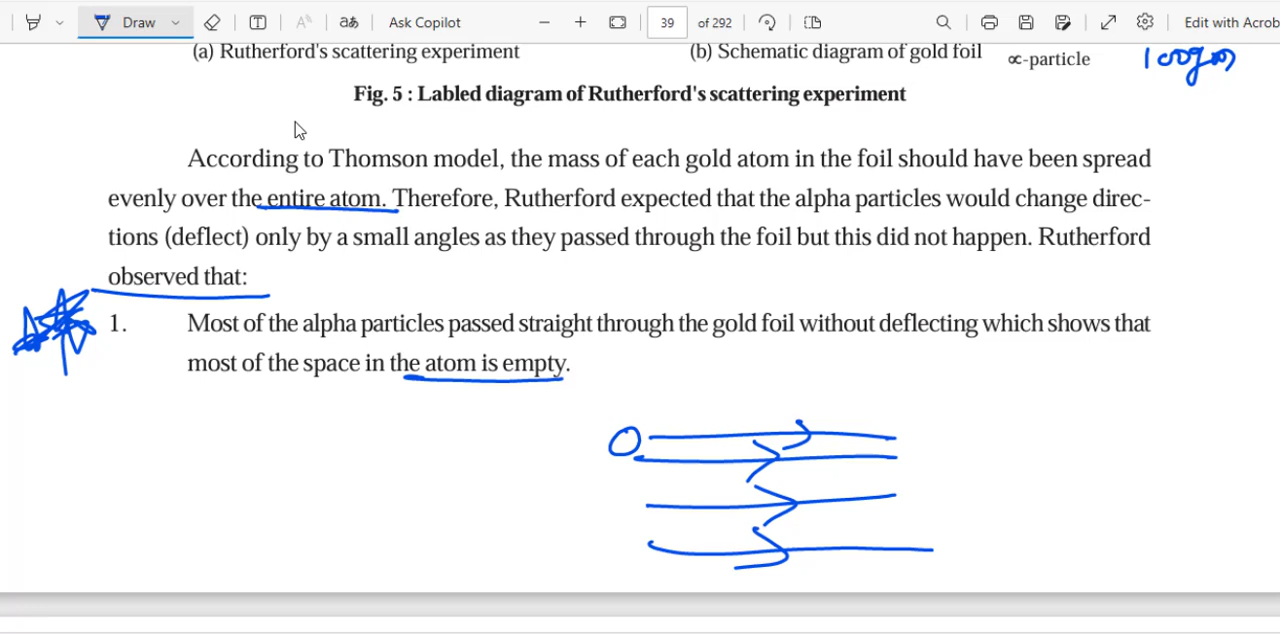 Draw
aあ
Ask Copilot
39
of 292
Edit with Acrob
(a) Rutherford's scattering experiment
(b) Schematic diagram of gold foil
∝-particle
100gm
Fig. 5 : Labled diagram of Rutherford's scattering experiment
According to Thomson model, the mass of each gold atom in the foil should have been spread
evenly over the entire atom. Therefore, Rutherford expected that the alpha particles would change direc-
tions (deflect) only by a small angles as they passed through the foil but this did not happen. Rutherford
observed that:
1. Most of the alpha particles passed straight through the gold foil without deflecting which shows that
most of the space in the atom is empty.